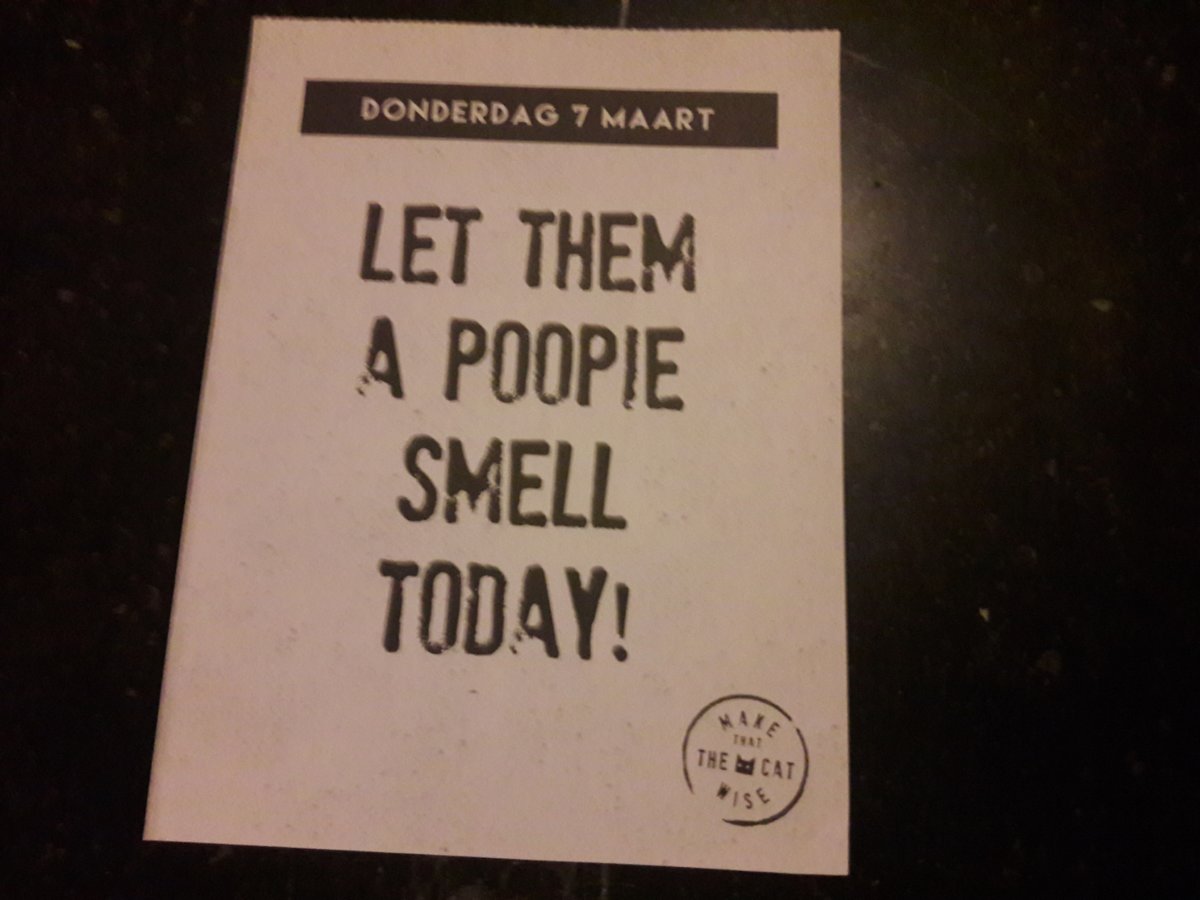 DONDERDAG 7 MAART
LET THEM
A POOPIE
SMELL
TODAY!
MAKE
THAT
THE CAT
WISE